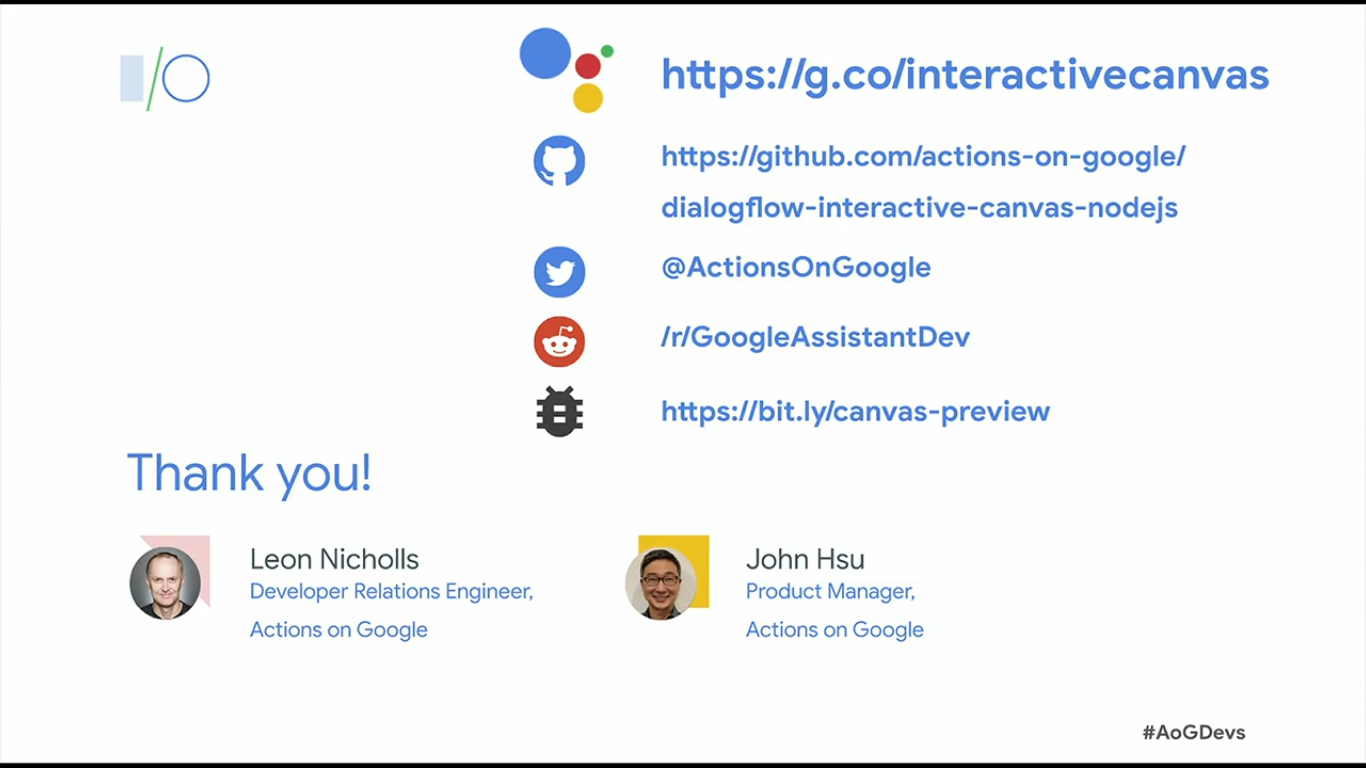 I/O
https://g.co/interactivecanvas
https://github.com/actions-on-google/
dialogflow-interactive-canvas-nodejs
@ActionsOnGoogle
/r/GoogleAssistantDev
https://bit.ly/canvas-preview
Thank you!
Leon Nicholls
Developer Relations Engineer,
Actions on Google
John Hsu
Product Manager,
Actions on Google
#AoGDevs